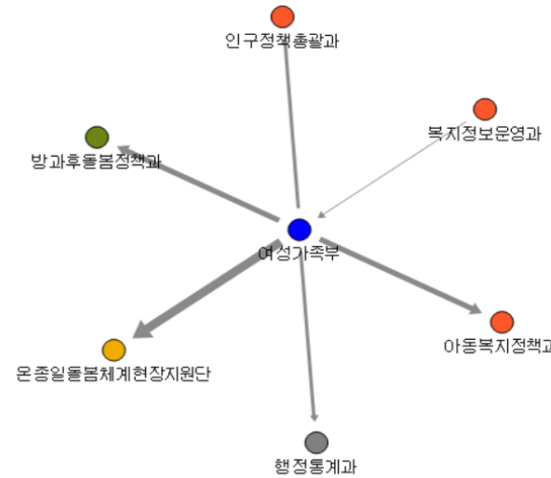 인구정책총괄과
복지정보운영과
방과후돌봄정책과
여성가족부
아동복지정책과
온종일돌봄체계현장지원단
행정통계과